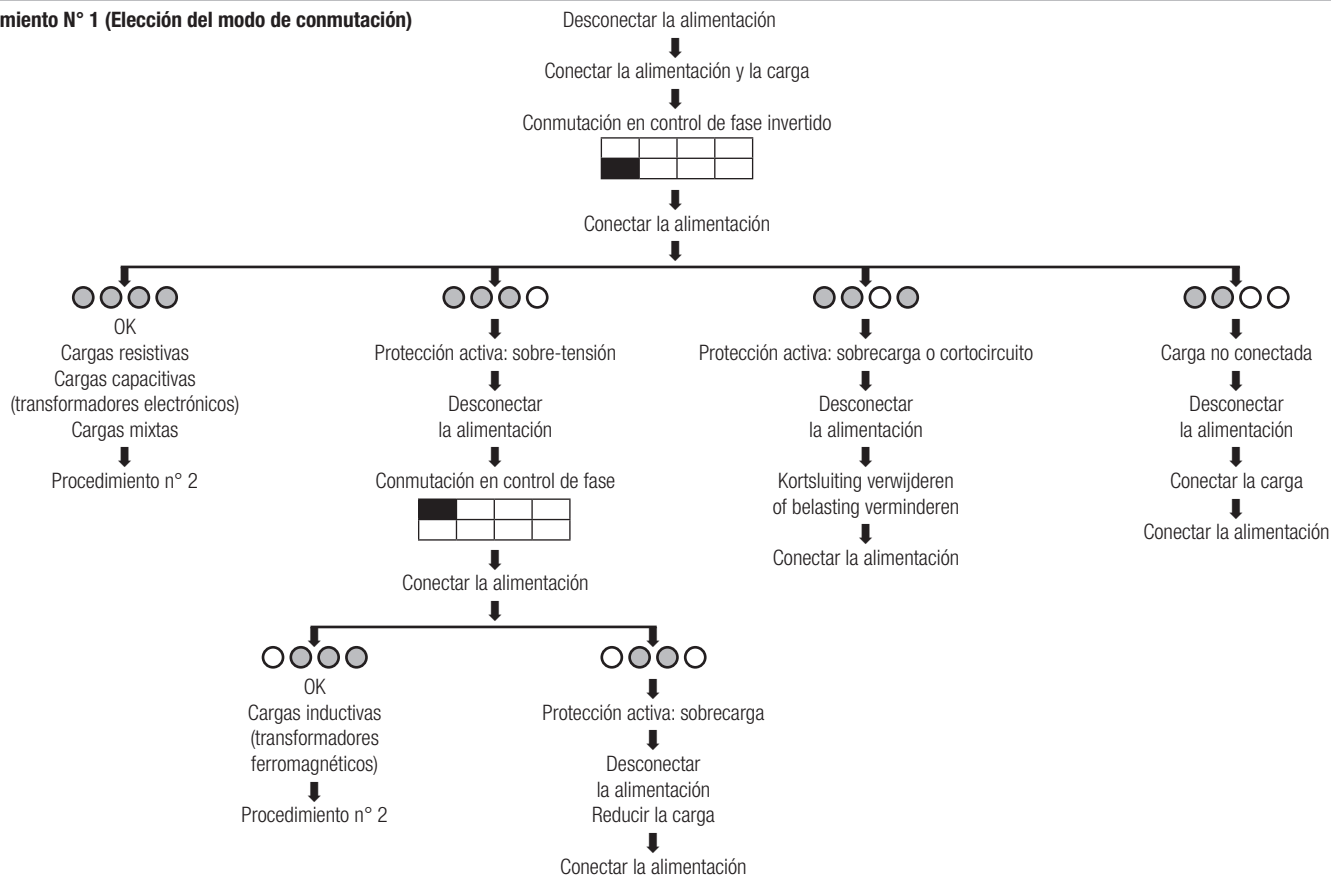 miento N° 1 (Elección del modo de conmutación)
Desconectar la alimentación
Conectar la alimentación y la carga
Conmutación en control de fase invertido
Conectar la alimentación
OK
Cargas resistivas
Cargas capacitivas
(transformadores electrónicos)
Cargas mixtas
Procedimiento n° 2
Protección activa: sobre-tensión
Desconectar
la alimentación
Conmutación en control de fase
Conectar la alimentación
OK
Cargas inductivas
(transformadores
ferromagnéticos)
Procedimiento n° 2
Protección activa: sobrecarga
Desconectar
la alimentación
Reducir la carga
Conectar la alimentación
Protección activa: sobrecarga o cortocircuito
Desconectar
la alimentación
Kortsluiting verwijderen
of belasting verminderen
Conectar la alimentación
Carga no conectada
Desconectar
la alimentación
Conectar la carga
Conectar la alimentación